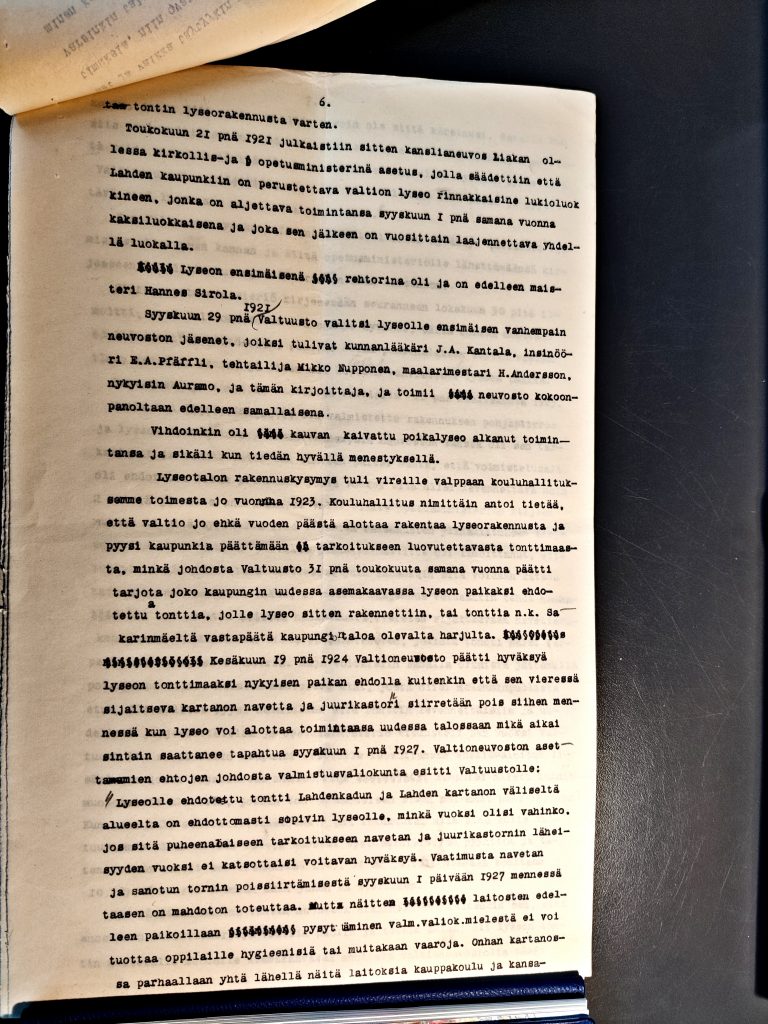 6.
taa tontin lyseorakennusta varten.
Toukokuun 2I pnä I92I julkaistiin sitten kanslianeuvos Liakan ol-
lessa kirkollis-ja opetusministerinä asetus, jolla säädettiin että
Lahden kaupunkiin on perustettava valtion lyseo rinnakkaisine lukioluok
kineen, jonka on aljettava toimintansa syyskuun I pnä samana vuonna
kaksiluokkaisena ja joka sen jälkeen on vuosittain laajennettava yhdel-
lä luokalla.
Lyseon ensimäisenä rehtorina oli ja on edelleen mais-
teri Hannes Sirola.
I92I
Syyskuun 29 pnä Valtuusto valitsi lyseolle ensimäisen vanhempain
neuvoston jäsenet, joiksi tulivat kunnanlääkäri J.A. Kantala, insinöö-
ri E.A.Pfäffli, tehtailija Mikko Nupponen, maalarimestari H.Andersson,
nykyisin Auramo, ja tämän kirjoittaja, ja toimii neuvosto kokoon-
panoltaan edelleen samallaisena.
Vihdoinkin oli kauvan kaivattu poikalyseo alkanut toimin-
tansa ja sikäli kun tiedän hyvällä menestyksellä.
Lyseotalon rakennuskysymys tuli vireille valppaan kouluhallituk-
semme toimesta jo vuonna I923. Kouluhallitus nimittäin antoi tietää,
että valtio jo ehkä vuoden päästä alottaa rakentaa lyseorakennusta ja
pyysi kaupunkia päättämään tarkoitukseen luovutettavasta tonttimaas-
ta, minkä johdosta Valtuusto 3I pnä toukokuuta samana vuonna päätti
tarjota joko kaupungin uudessa asemakaavassa lyseon paikaksi ehdo-
tettua tonttia, jolle lyseo sitten rakennettiin, tai tonttia n.k. Sa-
karinmäeltä vastapäätä kaupungintaloa olevalta harjulta.
Kesäkuun I9 pnä I924 Valtioneuvosto päätti hyväksyä
lyseon tonttimaaksi nykyisen paikan ehdolla kuitenkin että sen vieressä
sijaitseva kartanon navetta ja juurikastori siirretään pois siihen men-
nessä kun lyseo voi alottaa toimintansa uudessa talossaan mikä aikai
sintain saattanee tapahtua syyskuun I pnä I927. Valtioneuvoston aset-
tamien ehtojen johdosta valmistusvaliokunta esitti Valtuustolle:
"Lyseolle ehdotettu tontti Lahdenkadun ja Lahden kartanon väliseltä
alueelta on ehdottomasti sopivin lyseolle, minkä vuoksi olisi vahinko,
jos sitä puheenalaiseen tarkoitukseen navetan ja juurikastornin lähei-
syyden vuoksi ei katsottaisi voitavan hyväksyä. Vaatimusta navetan
ja sanotun tornin poissiirtämisestä syyskuun I päivään I927 mennessä
taasen on mahdoton toteuttaa. Mutta näitten laitosten edel-
leen paikoillaan pysyttäminen valm.valiok.mielestä ei voi
tuottaa oppilaille hygieenisiä tai muitakaan vaaroja. Onhan kartanos-
sa parhaallaan yhtä lähellä näitä laitoksia kauppakoulu ja kansa-